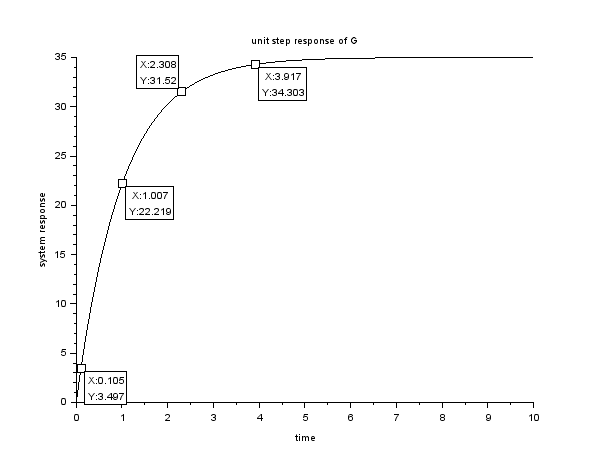 unit step response of G
35
X:2.308
Y:31.52
X:3.917
Y:34.303
30
25
X:1.007
Y:22.219
20
system response
15
10
5
X:0.105
Y:3.497
0
0 1 2 3 4 5 6 7 8 9 10
time